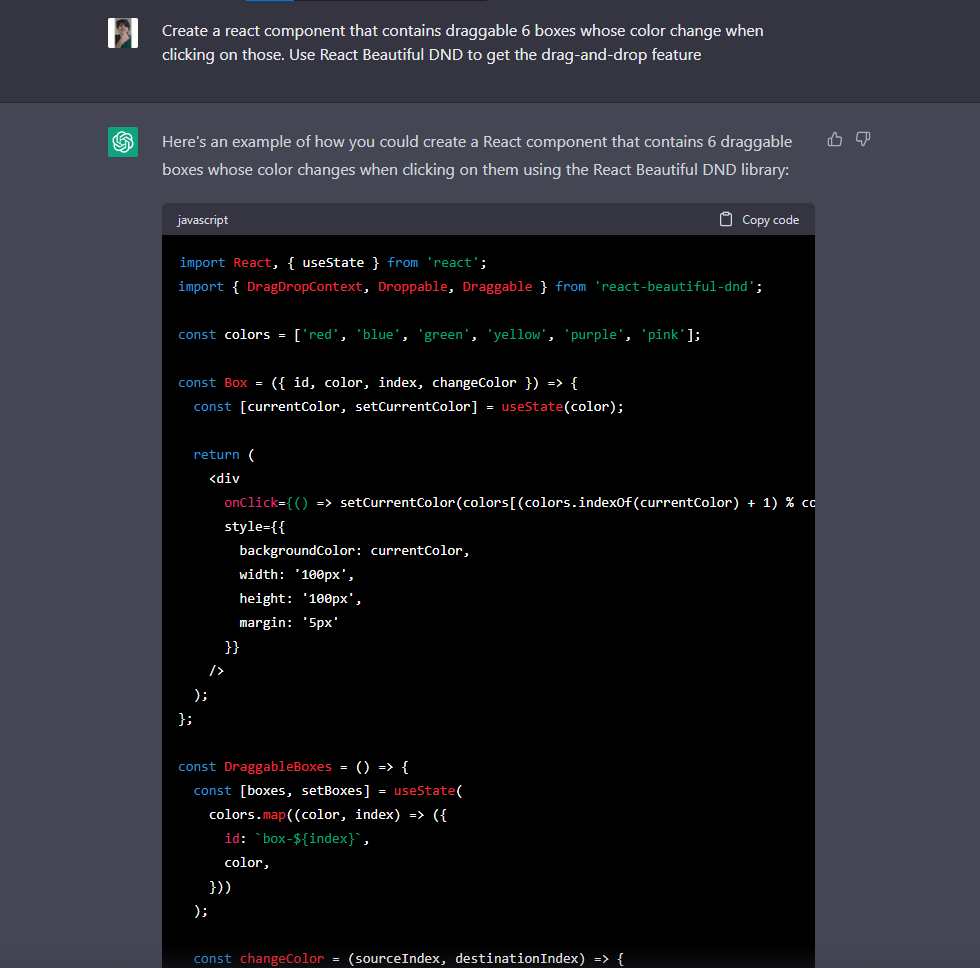 Create a react component that contains draggable 6 boxes whose color change when
clicking on those. Use React Beautiful DND to get the drag-and-drop feature
Here's an example of how you could create a React component that contains 6 draggable
boxes whose color changes when clicking on them using the React Beautiful DND library:
javascript Copy code
import React, { useState } from 'react';
import { DragDropContext, Droppable, Draggable } from 'react-beautiful-dnd';
const colors = ['red', 'blue', 'green', 'yellow', 'purple', 'pink'];
const Box = ({ id, color, index, changeColor }) => {
  const [currentColor, setCurrentColor] = useState(color);
  return (
    <div
      onClick={() => setCurrentColor(colors[(colors.indexOf(currentColor) + 1) % co
      style={{
        backgroundColor: currentColor,
        width: '100px',
        height: '100px',
        margin: '5px'
      }}
    />
  );
};
const DraggableBoxes = () => {
  const [boxes, setBoxes] = useState(
    colors.map((color, index) => ({
      id: `box-${index}`,
      color,
    }))
  );
  const changeColor = (sourceIndex, destinationIndex) => {